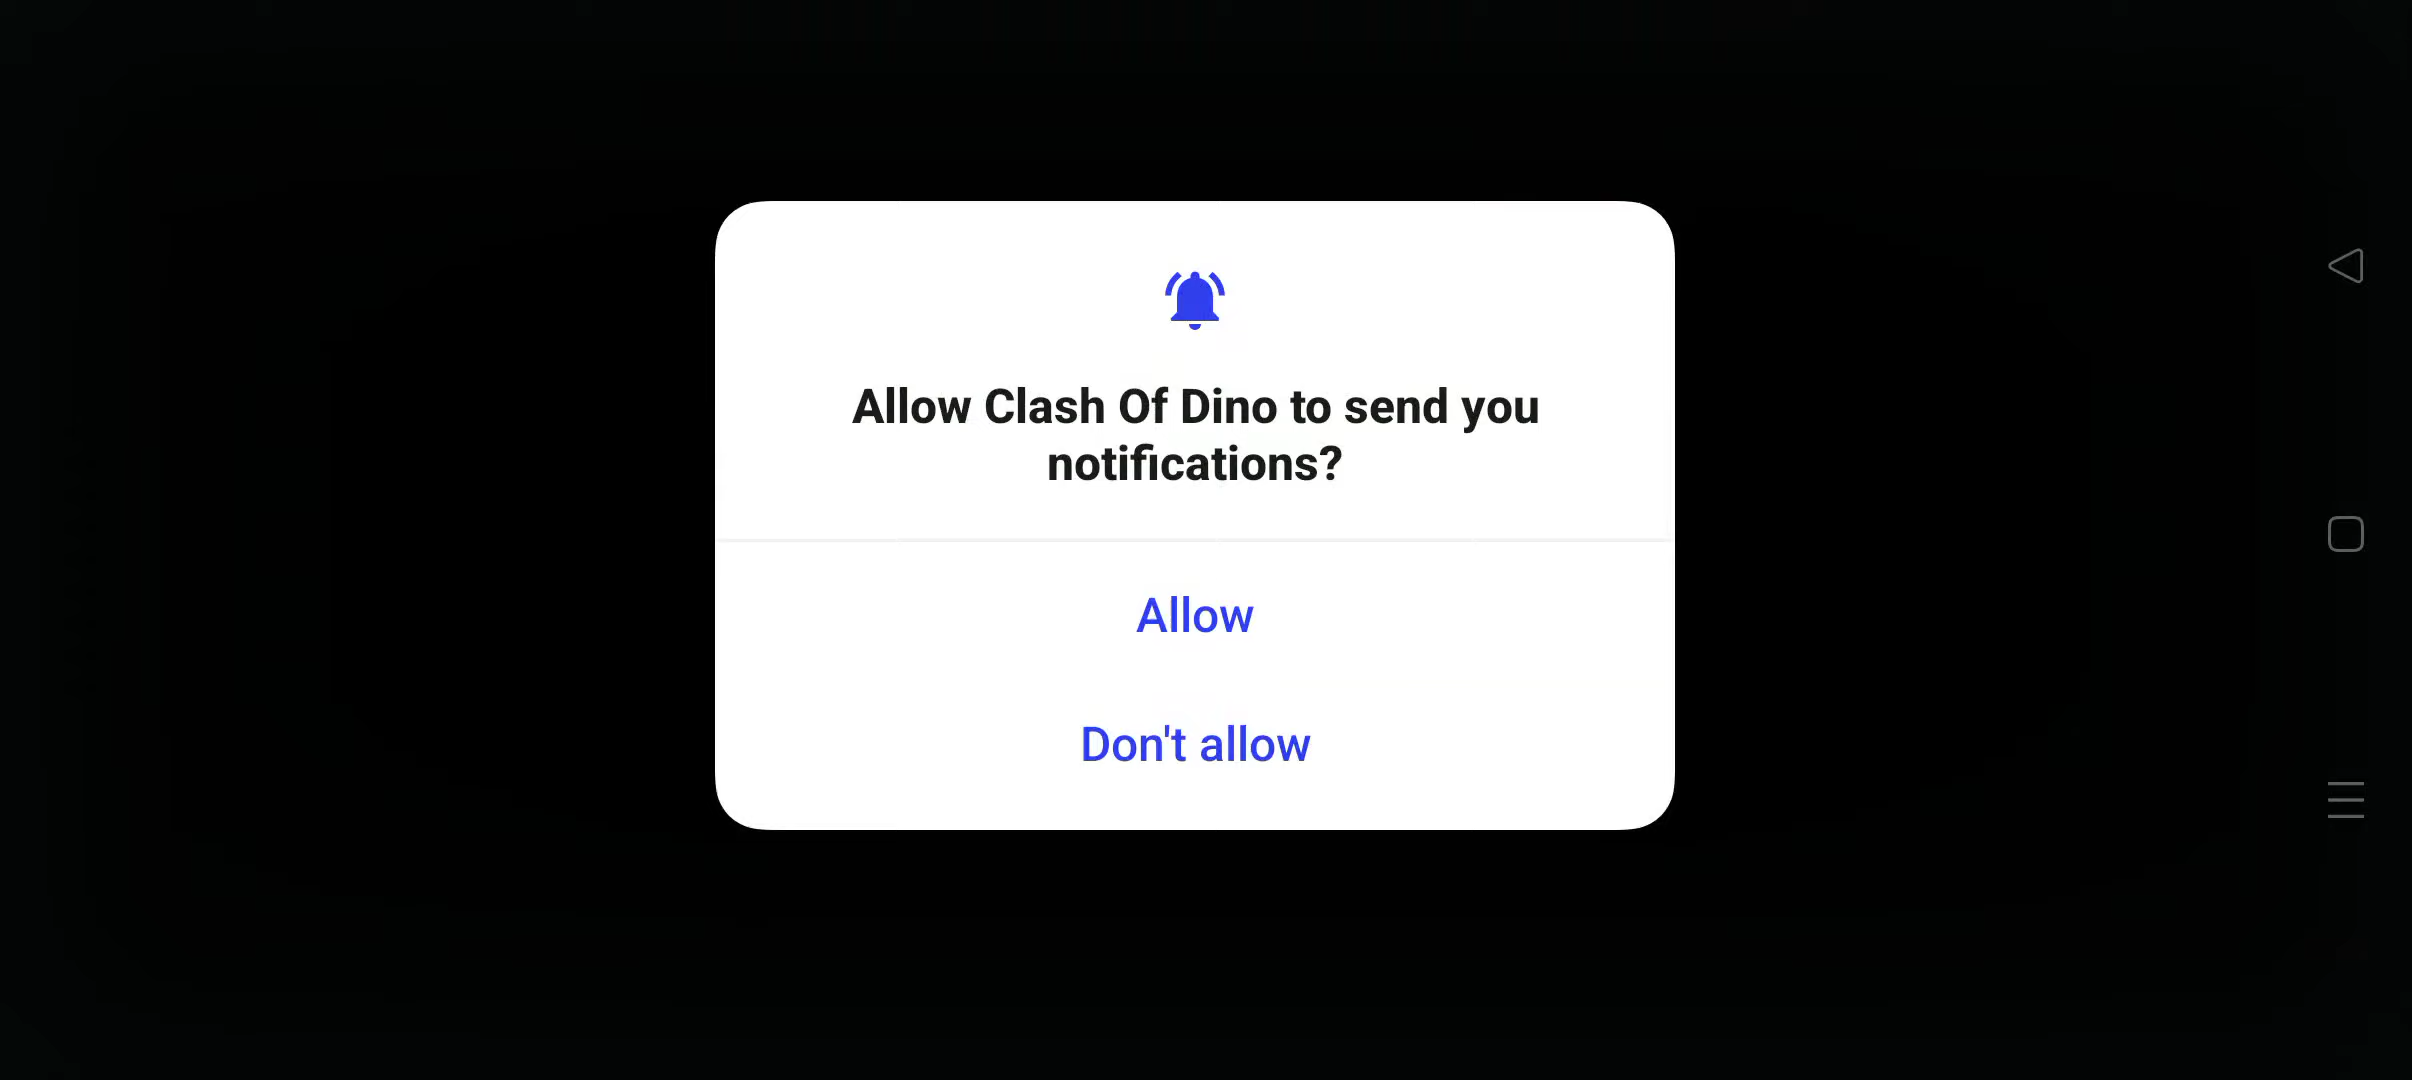 Allow Clash Of Dino to send you
notifications?
Allow
Don't allow